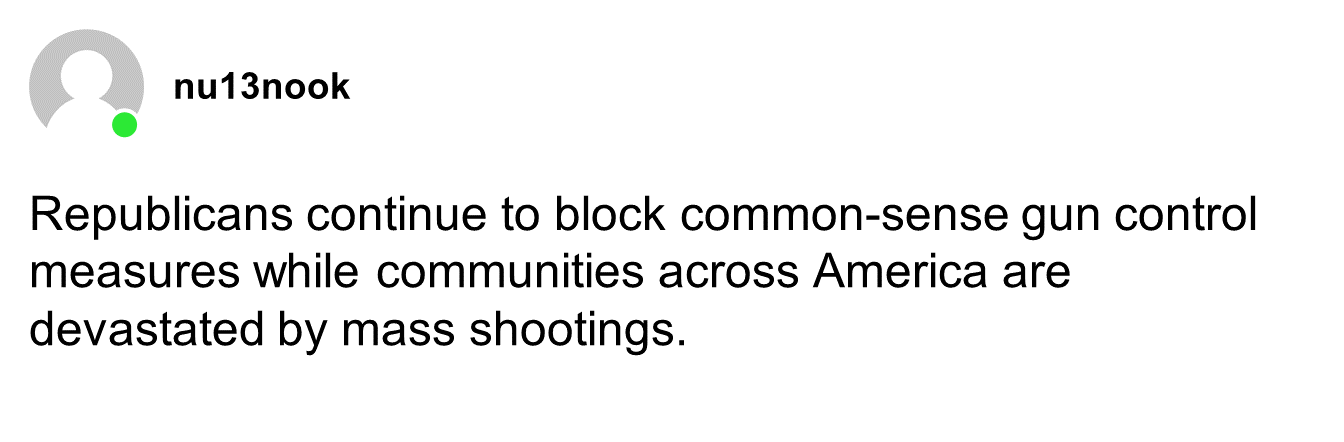 nu13nook
Republicans continue to block common-sense gun control
measures while communities across America are
devastated by mass shootings.